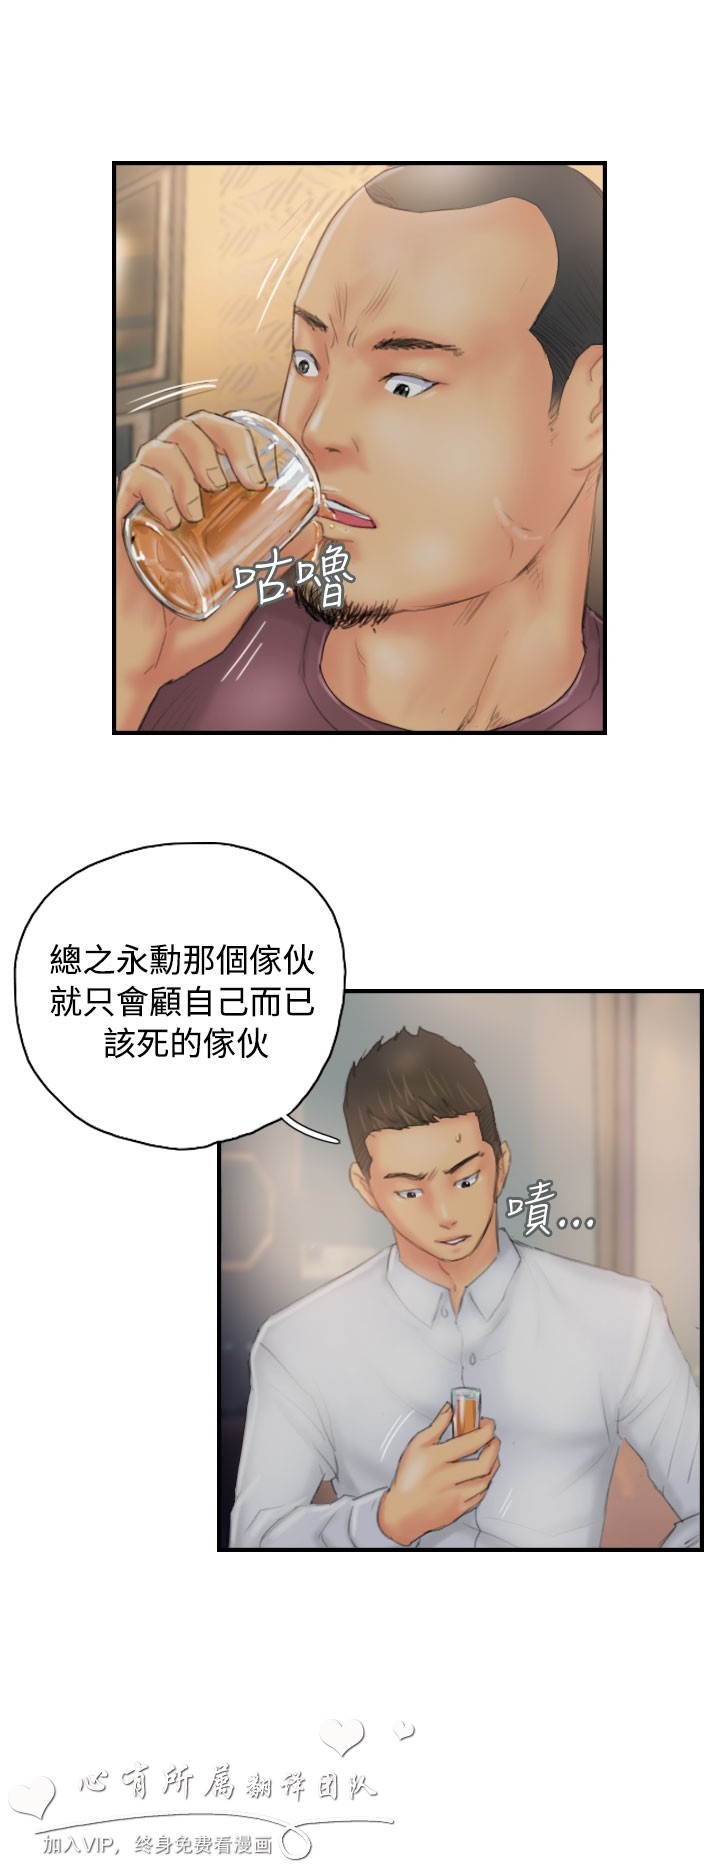 咕嚕
總之永勳那個傢伙
就只會顧自己而已
該死的傢伙
嘖...
心有所属翻译团队
加入VIP，终身免费看漫画